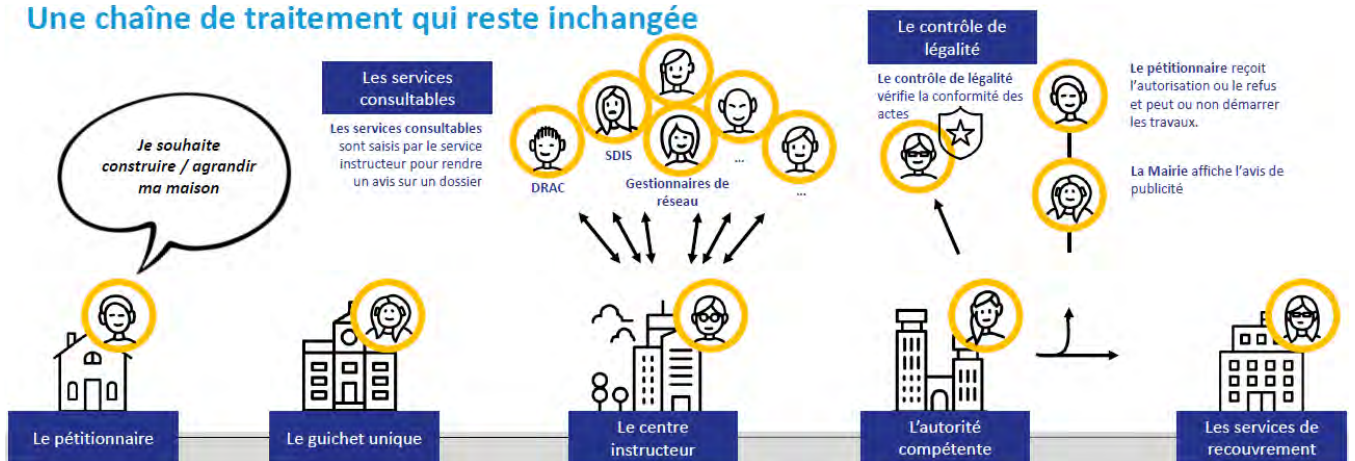 Une chaîne de traitement qui reste inchangée
Je souhaite
construire / agrandir
ma maison
Les services
consultables
Les services consultables
sont saisis par le service
instructeur pour rendre
un avis sur un dossier
DRAC
SDIS
Gestionnaires de
réseau
...
...
Le contrôle de
légalité
Le contrôle de légalité
vérifie la conformité des
actes
Le pétitionnaire reçoit
l'autorisation ou le refus
et peut ou non démarrer
les travaux.
La Mairie affiche l'avis de
publicité
Le pétitionnaire
Le guichet unique
Le centre
instructeur
L'autorité
compétente
Les services de
recouvrement